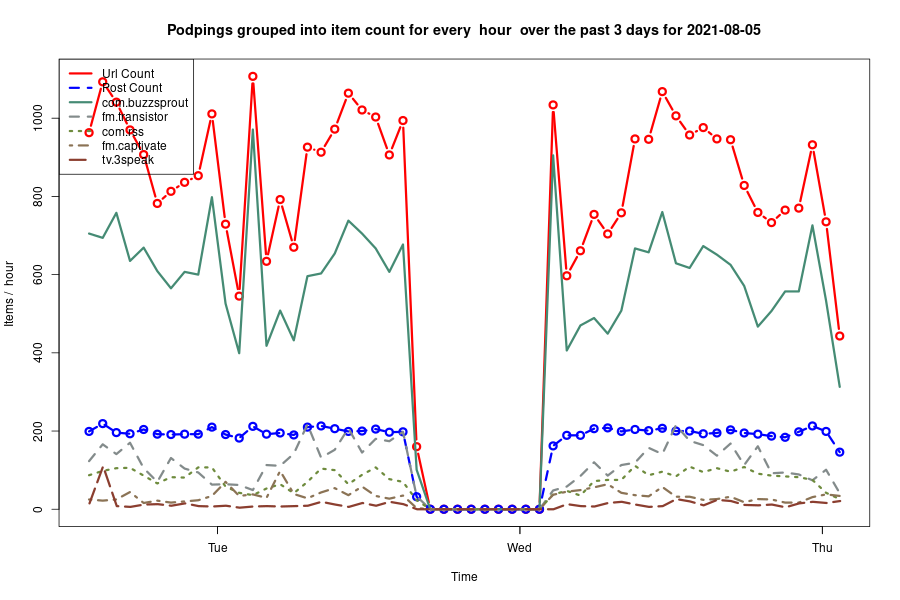 Podpings grouped into item count for every  hour  over the past 3 days for 2021-08-05
Url Count
Post Count
com.buzzsprout
fm.transistor
com.rss
fm.captivate
tv.3speak
1000
800
600
400
200
0
Items /  hour
Tue
Wed
Thu
Time